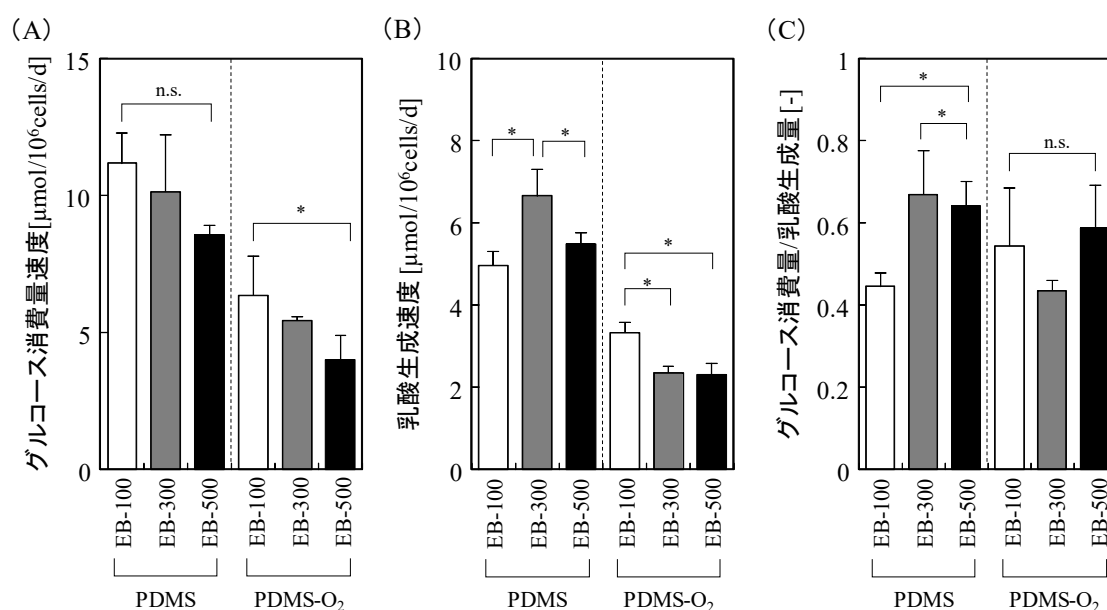 (A)
グルコース消費量速度[μmol/10⁶cells/d]
15
10
5
0
n.s.
*
EB-100
EB-300
EB-500
EB-100
EB-300
EB-500
PDMS
PDMS-O₂
(B)
乳酸生成速度 [μmol/10⁶cells/d]
10
8
6
4
2
0
*
*
*
*
EB-100
EB-300
EB-500
EB-100
EB-300
EB-500
PDMS
PDMS-O₂
(C)
グルコース消費量/乳酸生成量 [-]
1
0.8
0.6
0.4
0.2
0
*
*
n.s.
EB-100
EB-300
EB-500
EB-100
EB-300
EB-500
PDMS
PDMS-O₂